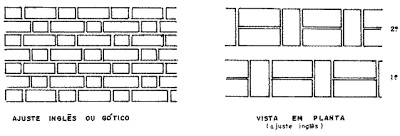 2ª
1ª
AJUSTE INGLÊS OU GÓTICO
VISTA EM PLANTA
(ajuste inglês)